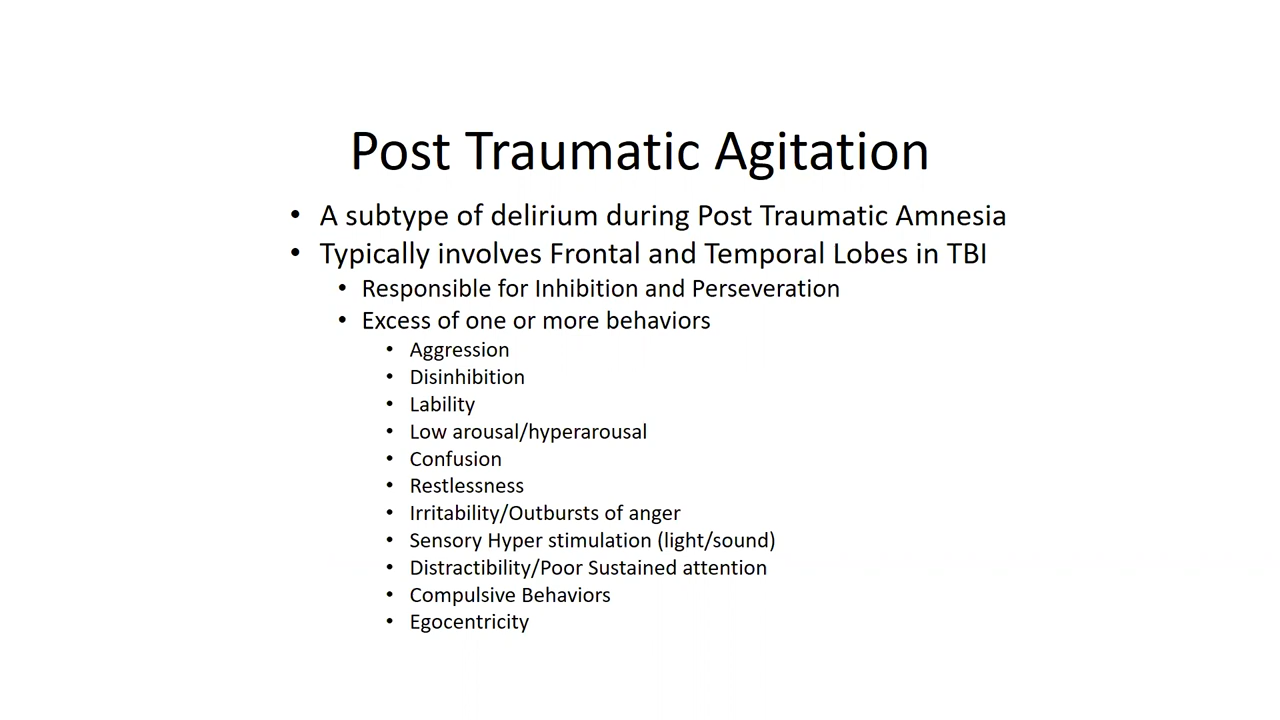 Post Traumatic Agitation
• A subtype of delirium during Post Traumatic Amnesia
• Typically involves Frontal and Temporal Lobes in TBI
• Responsible for Inhibition and Perseveration
• Excess of one or more behaviors
• Aggression
• Disinhibition
• Lability
• Low arousal/hyperarousal
• Confusion
• Restlessness
• Irritability/Outbursts of anger
• Sensory Hyper stimulation (light/sound)
• Distractibility/Poor Sustained attention
• Compulsive Behaviors
• Egocentricity